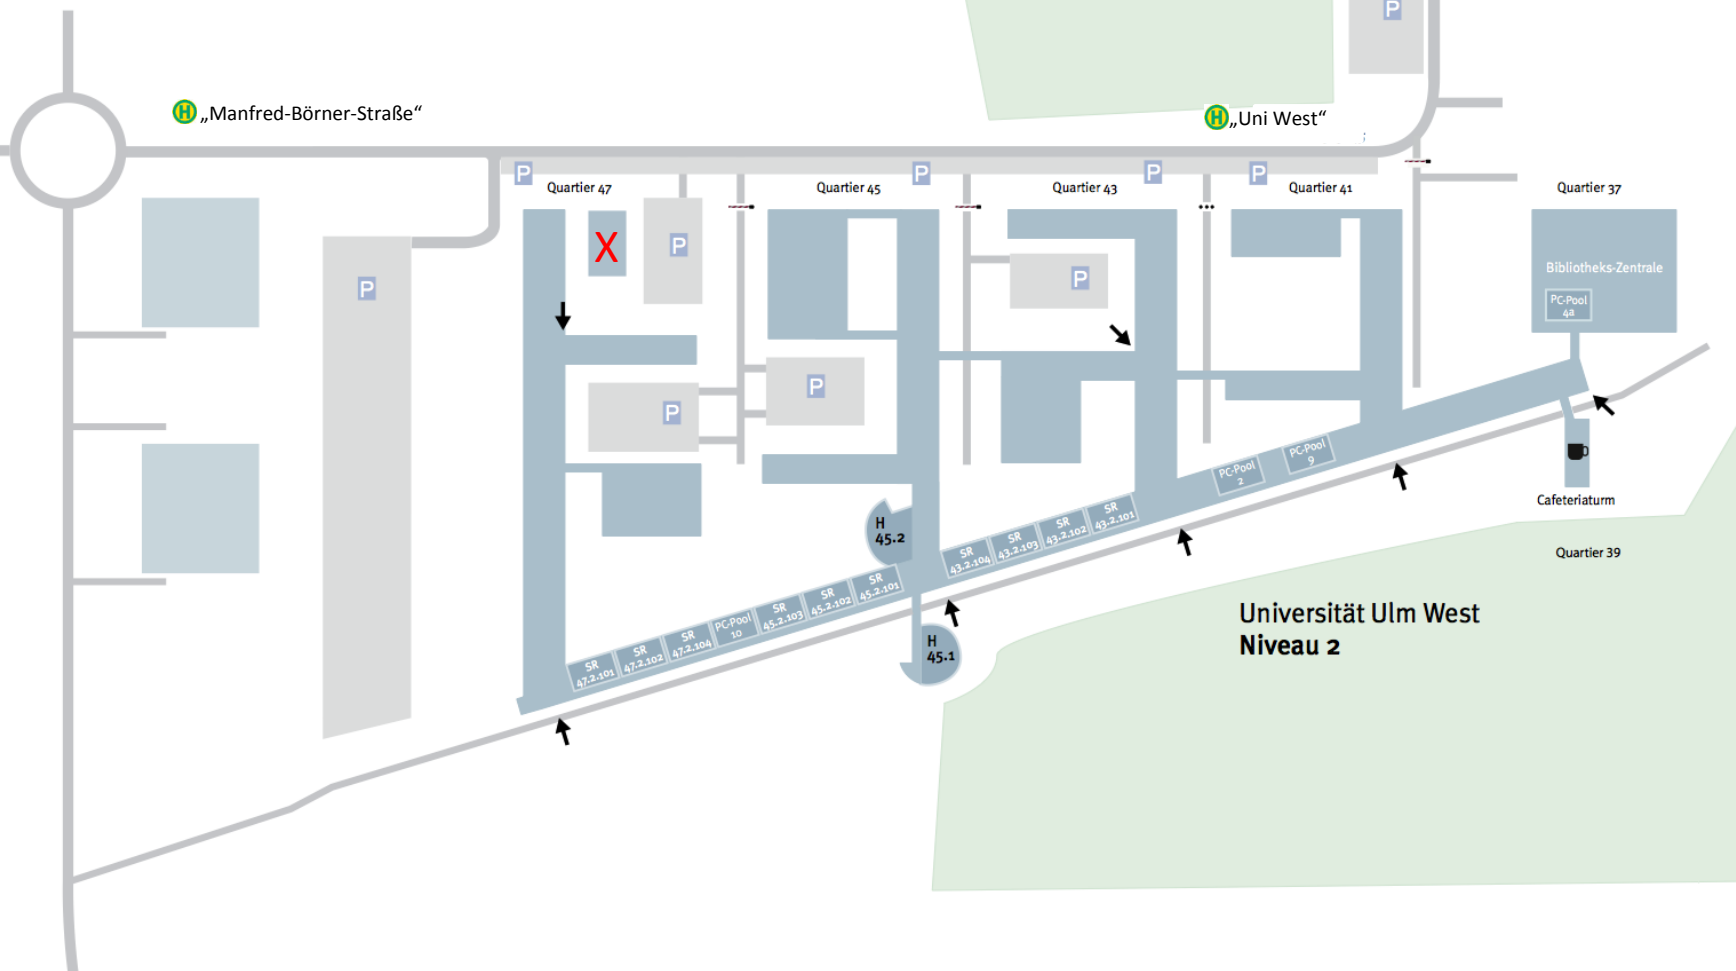 P
H „Manfred-Börner-Straße“
H „Uni West“
P
P
P
P
Quartier 47
Quartier 45
Quartier 43
Quartier 41
Quartier 37
X
P
P
P
Bibliotheks-Zentrale
PC-Pool
4a
P
P
PC-Pool
9
PC-Pool
2
Cafeteriaturm
Quartier 39
H
45.2
SR
43.2.101
SR
43.2.102
SR
43.2.103
SR
43.2.104
SR
45.2.101
SR
45.2.102
SR
45.2.103
PC-Pool
10
SR
47.2.104
SR
47.2.102
SR
47.2.101
H
45.1
Universität Ulm West
Niveau 2